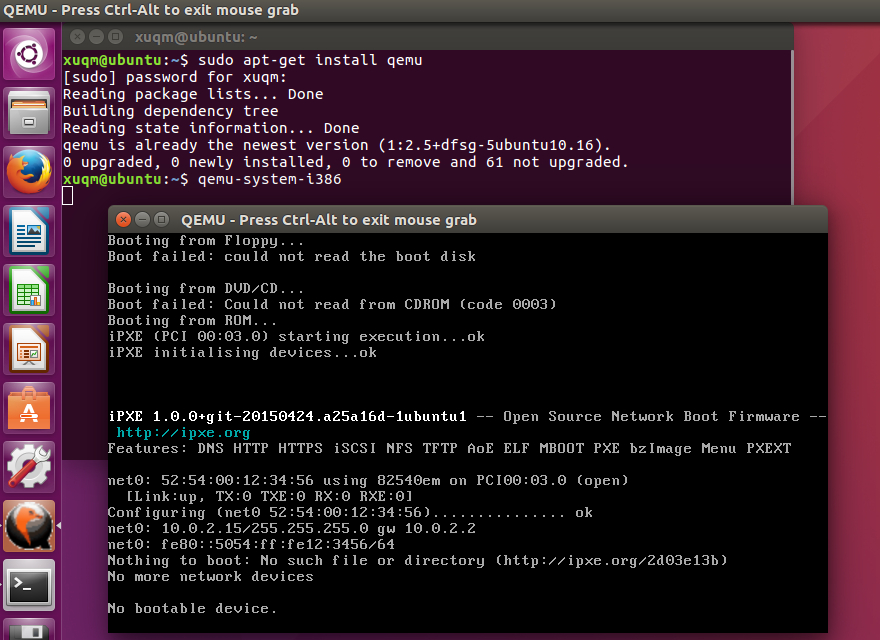 QEMU - Press Ctrl-Alt to exit mouse grab
xuqm@ubuntu: ~
xuqm@ubuntu:~$ sudo apt-get install qemu
[sudo] password for xuqm:
Reading package lists... Done
Building dependency tree
Reading state information... Done
qemu is already the newest version (1:2.5+dfsg-5ubuntu10.16).
0 upgraded, 0 newly installed, 0 to remove and 61 not upgraded.
xuqm@ubuntu:~$ qemu-system-i386
QEMU - Press Ctrl-Alt to exit mouse grab
Booting from Floppy...
Boot failed: could not read the boot disk
Booting from DVD/CD...
Boot failed: Could not read from CDROM (code 0003)
Booting from ROM...
iPXE (PCI 00:03.0) starting execution...ok
iPXE initialising devices...ok
iPXE 1.0.0+git-20150424.a25a16d-1ubuntu1 -- Open Source Network Boot Firmware --
http://ipxe.org
Features: DNS HTTP HTTPS iSCSI NFS TFTP AoE ELF MBOOT PXE bzImage Menu PXEXT
net0: 52:54:00:12:34:56 using 82540em on PCI00:03.0 (open)
[Link:up, TX:0 TXE:0 RX:0 RXE:0]
Configuring (net0 52:54:00:12:34:56)............... ok
net0: 10.0.2.15/255.255.255.0 gw 10.0.2.2
net0: fe80::5054:ff:fe12:3456/64
Nothing to boot: No such file or directory (http://ipxe.org/2d03e13b)
No more network devices
No bootable device.